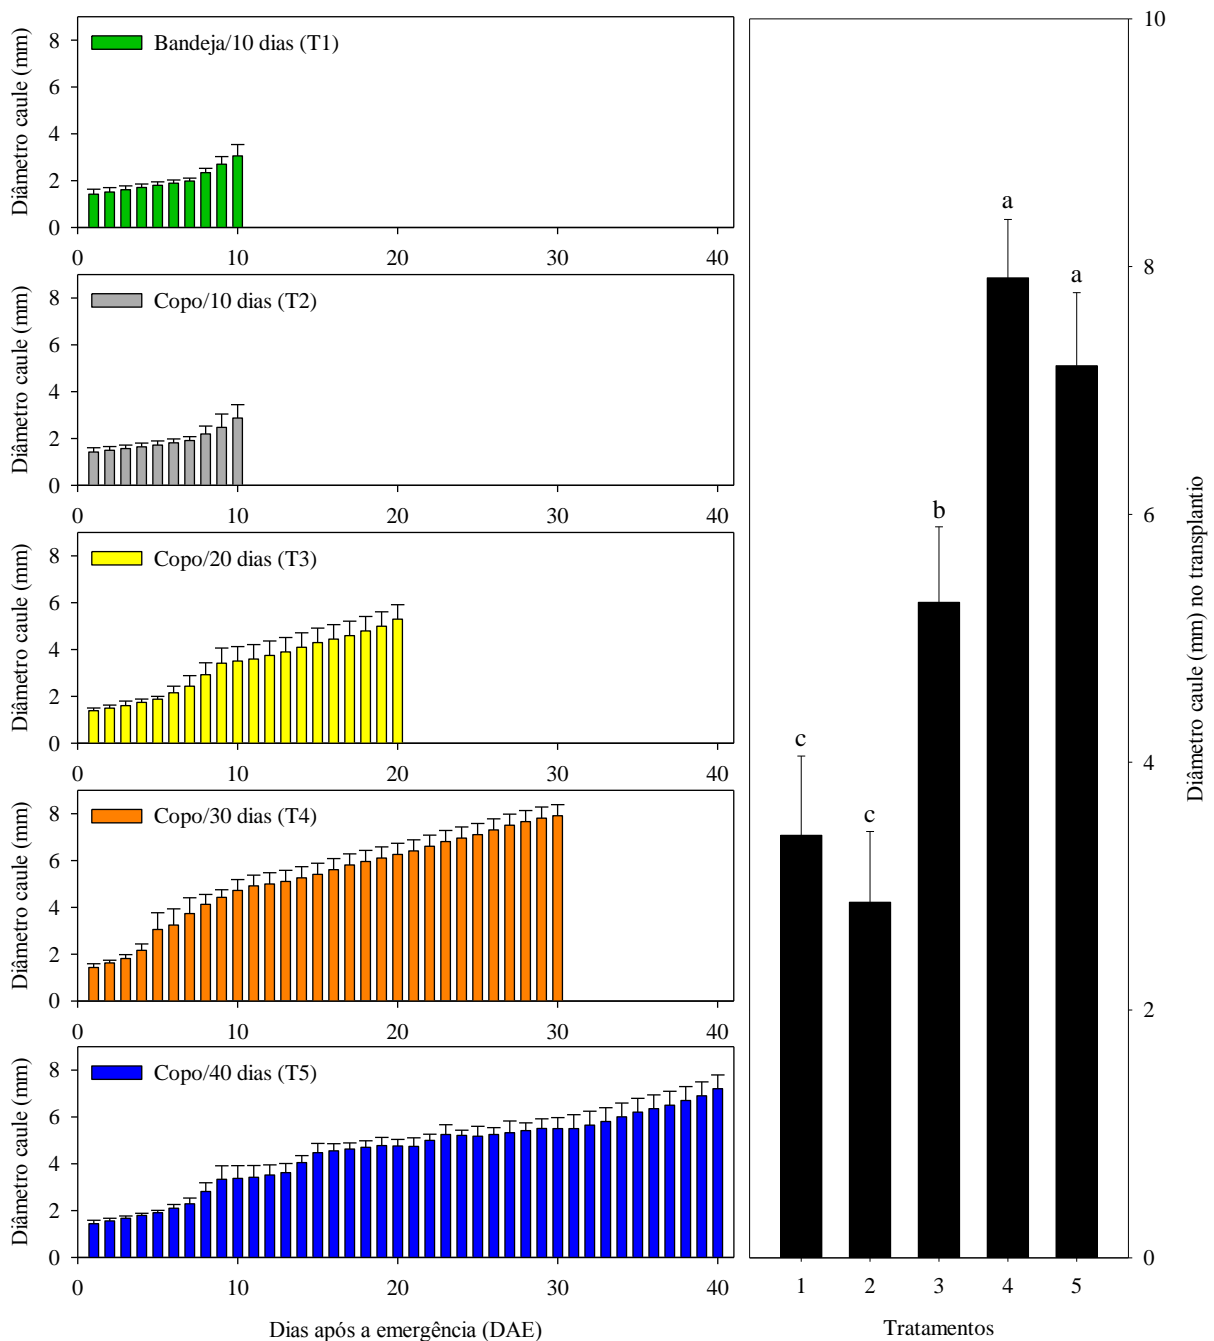 Bandeja/10 dias (T1)
Diâmetro caule (mm)
8
6
4
2
0
0 10 20 30 40
Copo/10 dias (T2)
Diâmetro caule (mm)
8
6
4
2
0
0 10 20 30 40
Copo/20 dias (T3)
Diâmetro caule (mm)
8
6
4
2
0
0 10 20 30 40
Copo/30 dias (T4)
Diâmetro caule (mm)
8
6
4
2
0
0 10 20 30 40
Copo/40 dias (T5)
Diâmetro caule (mm)
8
6
4
2
0
0 10 20 30 40
Dias após a emergência (DAE)
c c b a a
10
8
6
4
2
0
Diâmetro caule (mm) no transplantio
1 2 3 4 5
Tratamentos